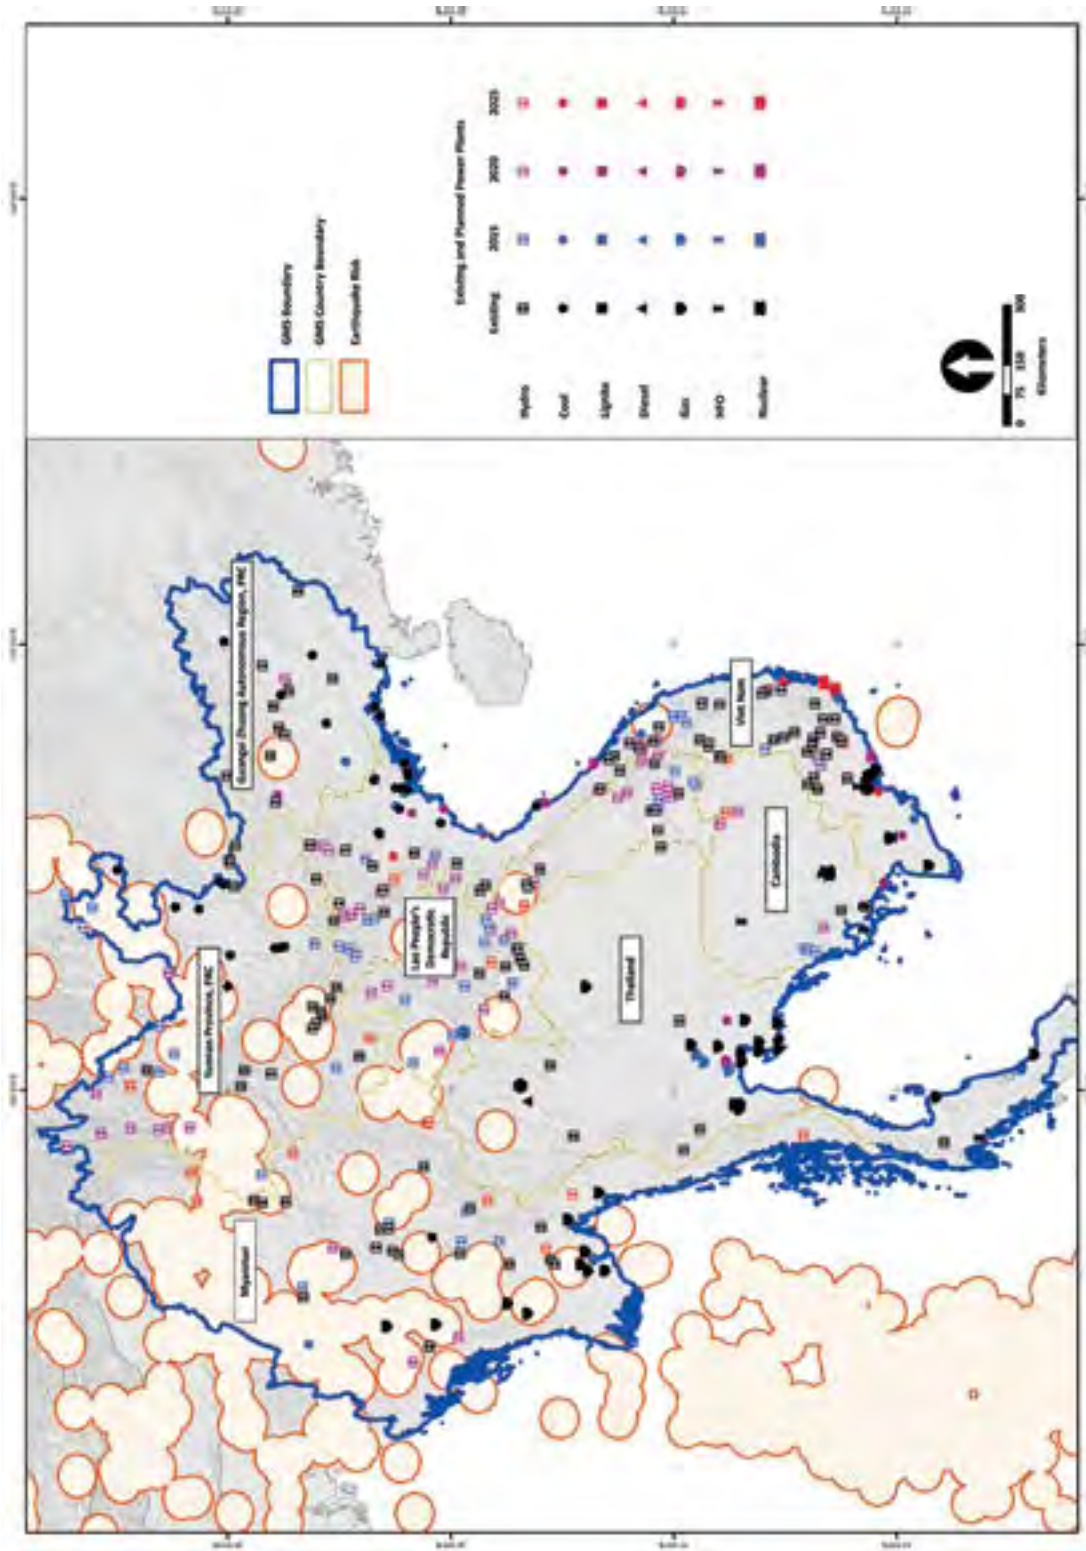 GMS Boundary
GMS Country Boundary
Earthquake Risk
Existing and Planned Power Plants
Existing 2015 2020 2025
Hydro
Coal
Lignite
Diesel
Gas
HFO
Nuclear
0 75 150 300
Kilometers
Yunnan Province, PRC
Guangxi Zhuang Autonomous Region, PRC
Myanmar
Lao People's
Democratic
Republic
Thailand
Viet Nam
Cambodia